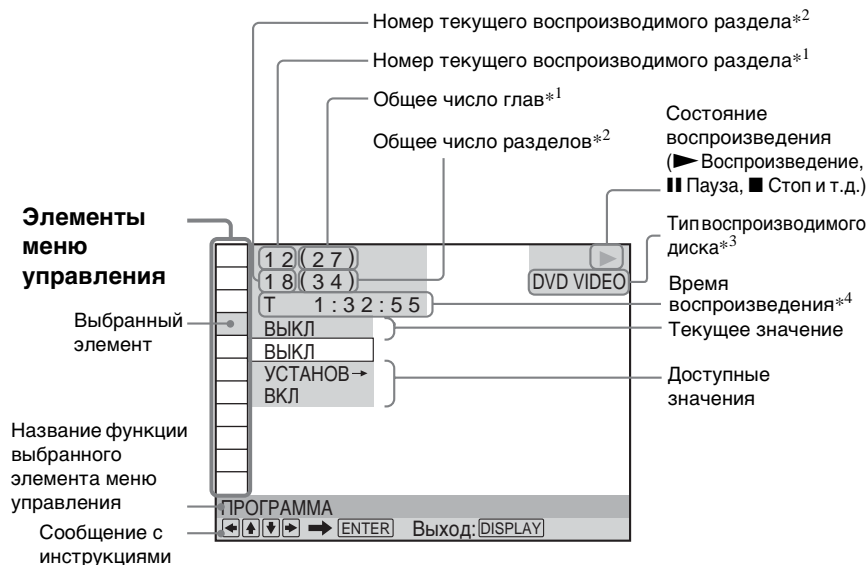 Номер текущего воспроизводимого раздела*2
Номер текущего воспроизводимого раздела*1
Общее число глав*1
Общее число разделов*2
Состояние
воспроизведения
(► Воспроизведение,
II Пауза, ■ Стоп и т.д.)
Тип воспроизводимого
диска*3
Время
воспроизведения*4
Текущее значение
Доступные
значения
Элементы
меню
управления
Выбранный
элемент
Название функции
выбранного
элемента меню
управления
Сообщение с
инструкциями
12(27)
18(34)
T 1:32:55
DVD VIDEO
ВЫКЛ
ВЫКЛ
УСТАНОВ→
ВКЛ
ПРОГРАММА
←↑↓→ → ENTER Выход: DISPLAY